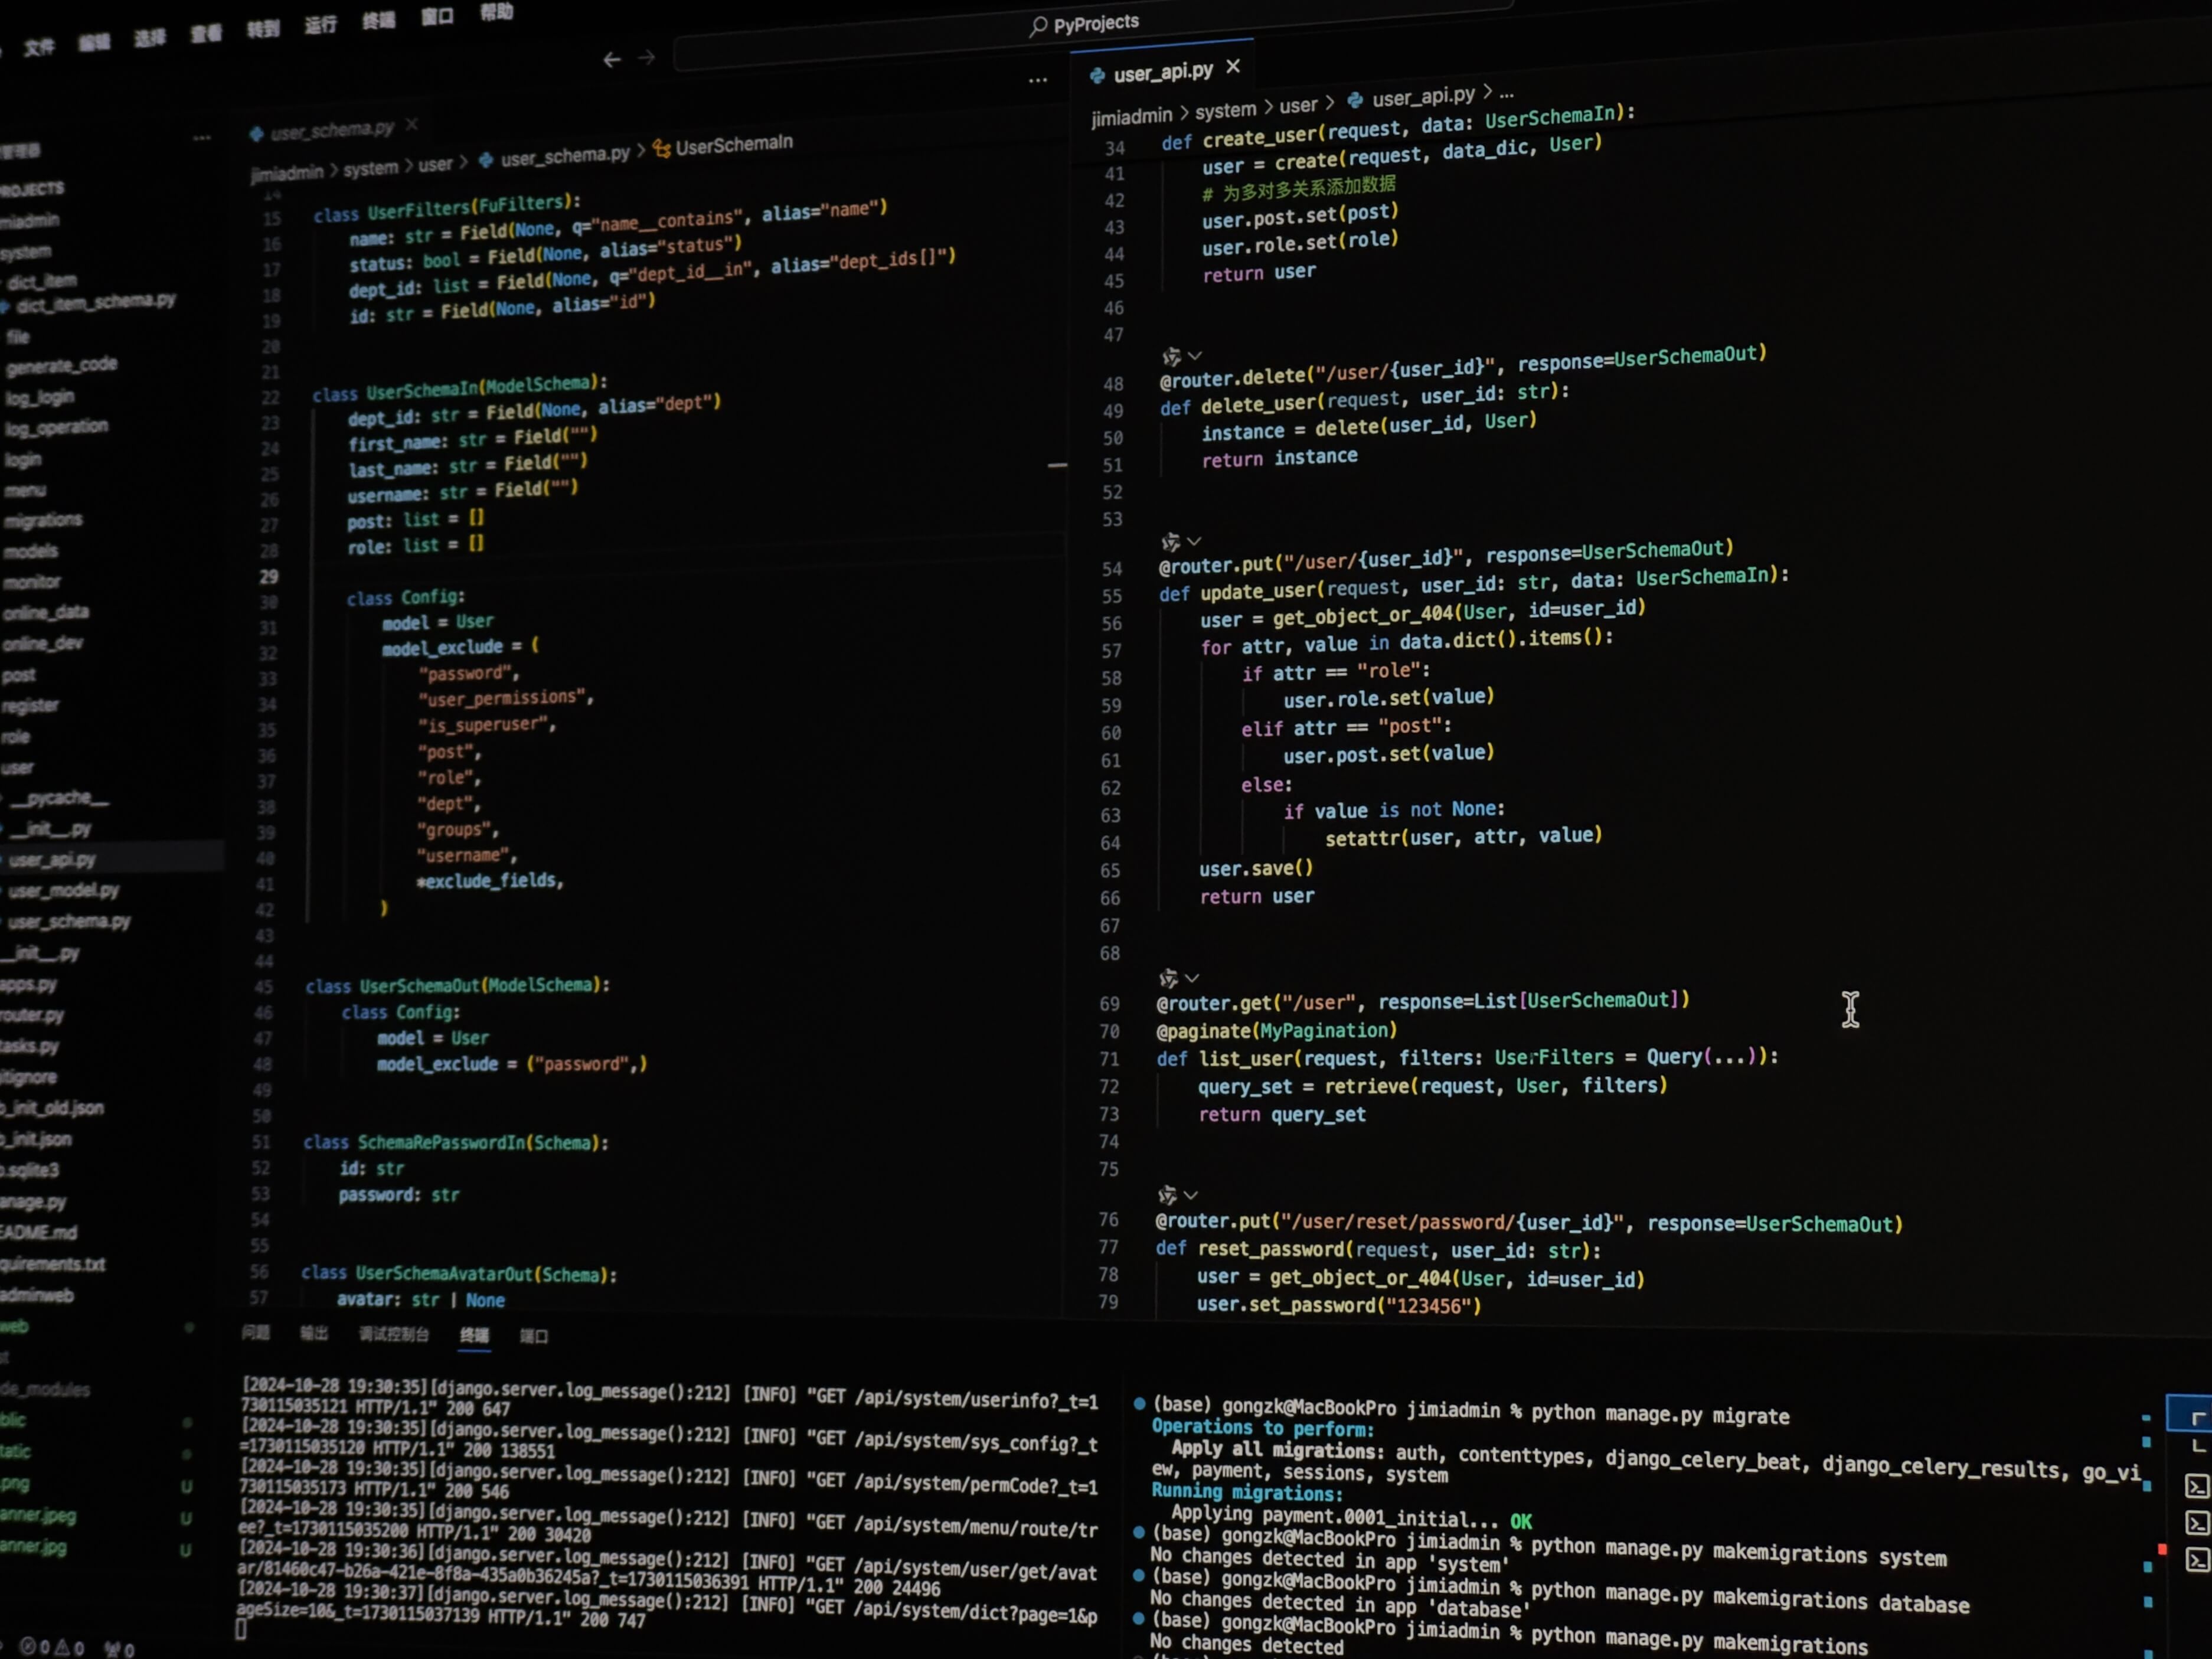 文件 编辑 选择 查看 转到 运行 终端 窗口 帮助
PyProjects
管理器
PROJECTS
jimiadmin
system
dict_item
dict_item_schema.py
file
generate_code
log_login
log_operation
login
menu
migrations
models
monitor
online_data
online_dev
post
register
role
user
__pycache__
__init__.py
user_api.py
user_model.py
user_schema.py
__init__.py
apps.py
router.py
tasks.py
itignore
_init_old.json
_init.json
.sqlite3
anage.py
EADME.md
quirements.txt
adminweb
web
de_modules
blic
tatic
.png U
anner.jpeg U
anner.jpg U
0 0 0
user_schema.py
jimiadmin > system > user > user_schema.py > UserSchemaIn
14
15 class UserFilters(FuFilters):
16 name: str = Field(None, q="name__contains", alias="name")
17 status: bool = Field(None, alias="status")
18 dept_id: list = Field(None, q="dept_id__in", alias="dept_ids[]")
19 id: str = Field(None, alias="id")
20
21
22 class UserSchemaIn(ModelSchema):
23 dept_id: str = Field(None, alias="dept")
24 first_name: str = Field("")
25 last_name: str = Field("")
26 username: str = Field("")
27 post: list = []
28 role: list = []
29
30 class Config:
31 model = User
32 model_exclude = (
33 "password",
34 "user_permissions",
35 "is_superuser",
36 "post",
37 "role",
38 "dept",
39 "groups",
40 "username",
41 *exclude_fields,
42 )
43
44
45 class UserSchemaOut(ModelSchema):
46 class Config:
47 model = User
48 model_exclude = ("password",)
49
50
51 class SchemaRePasswordIn(Schema):
52 id: str
53 password: str
54
55
56 class UserSchemaAvatarOut(Schema):
57 avatar: str | None
user_api.py
jimiadmin > system > user > user_api.py > ...
34 def create_user(request, data: UserSchemaIn):
41 user = create(request, data_dic, User)
42 # 为多对多关系添加数据
43 user.post.set(post)
44 user.role.set(role)
45 return user
46
47
48 @router.delete("/user/{user_id}", response=UserSchemaOut)
49 def delete_user(request, user_id: str):
50 instance = delete(user_id, User)
51 return instance
52
53
54 @router.put("/user/{user_id}", response=UserSchemaOut)
55 def update_user(request, user_id: str, data: UserSchemaIn):
56 user = get_object_or_404(User, id=user_id)
57 for attr, value in data.dict().items():
58 if attr == "role":
59 user.role.set(value)
60 elif attr == "post":
61 user.post.set(value)
62 else:
63 if value is not None:
64 setattr(user, attr, value)
65 user.save()
66 return user
67
68
69 @router.get("/user", response=List[UserSchemaOut])
70 @paginate(MyPagination)
71 def list_user(request, filters: UserFilters = Query(...)):
72 query_set = retrieve(request, User, filters)
73 return query_set
74
75
76 @router.put("/user/reset/password/{user_id}", response=UserSchemaOut)
77 def reset_password(request, user_id: str):
78 user = get_object_or_404(User, id=user_id)
79 user.set_password("123456")
问题 输出 调试控制台 终端 端口
[2024-10-28 19:30:35][django.server.log_message():212] [INFO] "GET /api/system/userinfo?_t=1
730115035121 HTTP/1.1" 200 647
[2024-10-28 19:30:35][django.server.log_message():212] [INFO] "GET /api/system/sys_config?_t
=1730115035120 HTTP/1.1" 200 138551
[2024-10-28 19:30:35][django.server.log_message():212] [INFO] "GET /api/system/permCode?_t=1
730115035173 HTTP/1.1" 200 546
[2024-10-28 19:30:35][django.server.log_message():212] [INFO] "GET /api/system/menu/route/tr
ee?_t=1730115035200 HTTP/1.1" 200 30420
[2024-10-28 19:30:36][django.server.log_message():212] [INFO] "GET /api/system/user/get/avat
ar/81460c47-b26a-421e-8f8a-435a0b36245a?_t=1730115036391 HTTP/1.1" 200 24496
[2024-10-28 19:30:37][django.server.log_message():212] [INFO] "GET /api/system/dict?page=1&p
ageSize=10&_t=1730115037139 HTTP/1.1" 200 747
(base) gongzk@MacBookPro jimiadmin % python manage.py migrate
Operations to perform:
Apply all migrations: auth, contenttypes, django_celery_beat, django_celery_results, go_vi
ew, payment, sessions, system
Running migrations:
Applying payment.0001_initial... OK
(base) gongzk@MacBookPro jimiadmin % python manage.py makemigrations system
No changes detected in app 'system'
(base) gongzk@MacBookPro jimiadmin % python manage.py makemigrations database
No changes detected in app 'database'
(base) gongzk@MacBookPro jimiadmin % python manage.py makemigrations
No changes detected